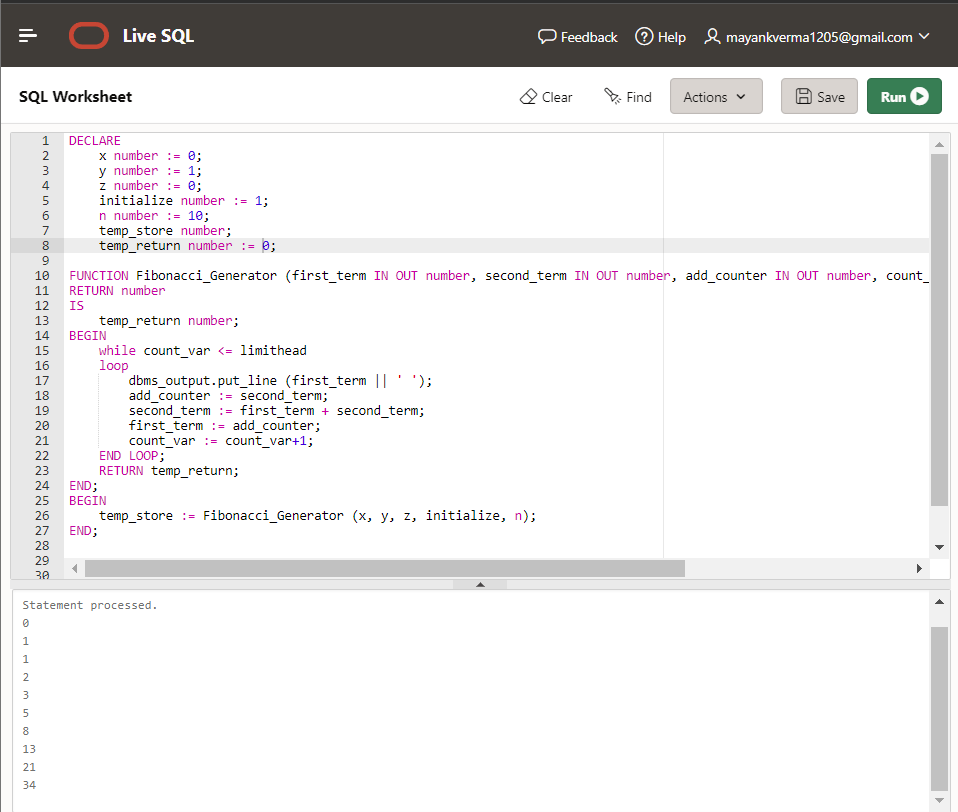 Live SQL
Feedback
Help
mayankverma1205@gmail.com
SQL Worksheet
Clear
Find
Actions
Save
Run
1 DECLARE
2 x number := 0;
3 y number := 1;
4 z number := 0;
5 initialize number := 1;
6 n number := 10;
7 temp_store number;
8 temp_return number := 0;
9
10 FUNCTION Fibonacci_Generator (first_term IN OUT number, second_term IN OUT number, add_counter IN OUT number, count_
11 RETURN number
12 IS
13 temp_return number;
14 BEGIN
15 while count_var <= limithead
16 loop
17 dbms_output.put_line (first_term || ' ');
18 add_counter := second_term;
19 second_term := first_term + second_term;
20 first_term := add_counter;
21 count_var := count_var+1;
22 END LOOP;
23 RETURN temp_return;
24 END;
25 BEGIN
26 temp_store := Fibonacci_Generator (x, y, z, initialize, n);
27 END;
28
29
30
Statement processed.
0
1
1
2
3
5
8
13
21
34